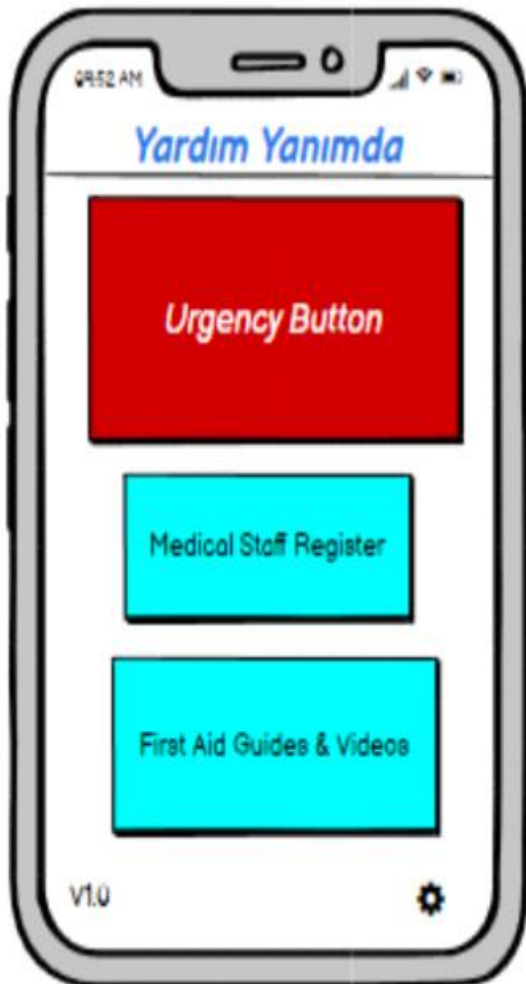 09:52 AM
Yardım Yanımda
Urgency Button
Medical Staff Register
First Aid Guides & Videos
V1.0